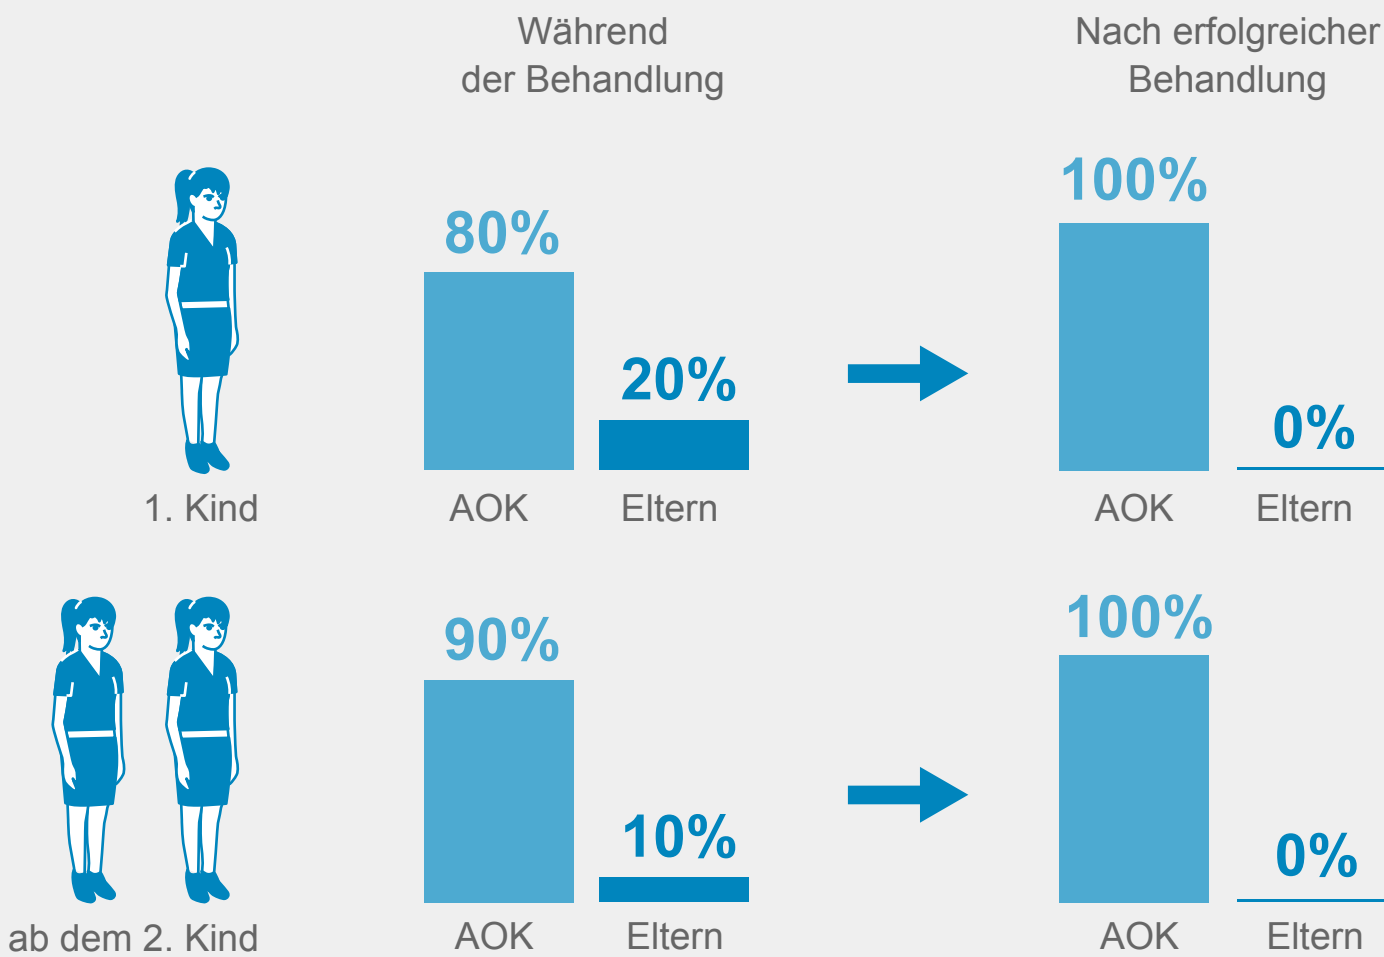 Während
der Behandlung
Nach erfolgreicher
Behandlung
80%
20%
100%
0%
1. Kind
AOK
Eltern
AOK
Eltern
90%
10%
100%
0%
ab dem 2. Kind
AOK
Eltern
AOK
Eltern